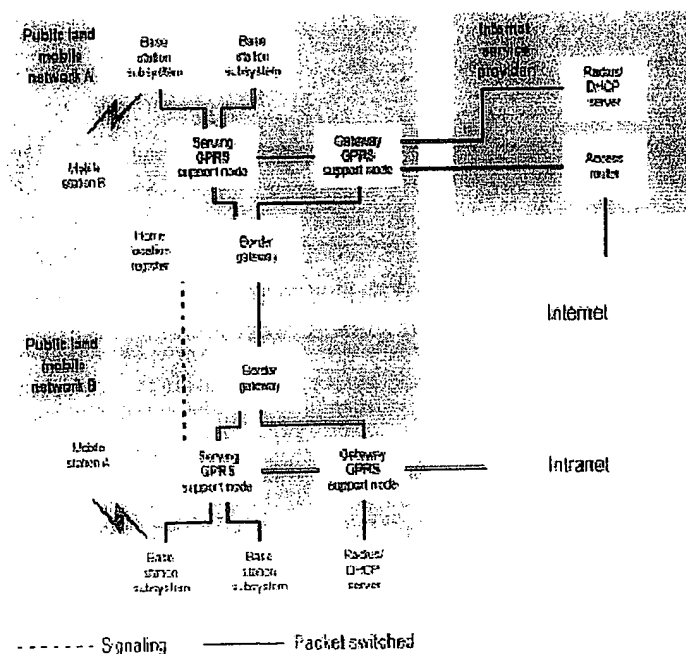 Public land
mobile
network A
Base
station
subsystem
Base
station
subsystem
Internet
service
provider
Radius/
DHCP
server
Serving
GPRS
support node
Gateway
GPRS
support node
Access
router
Mobile
station B
Home
location
register
Border
gateway
Internet
Public land
mobile
network B
Border
gateway
Mobile
station A
Serving
GPRS
support node
Gateway
GPRS
support node
Intranet
Base
station
subsystem
Base
station
subsystem
Radius/
DHCP
server
Signaling
Packet switched